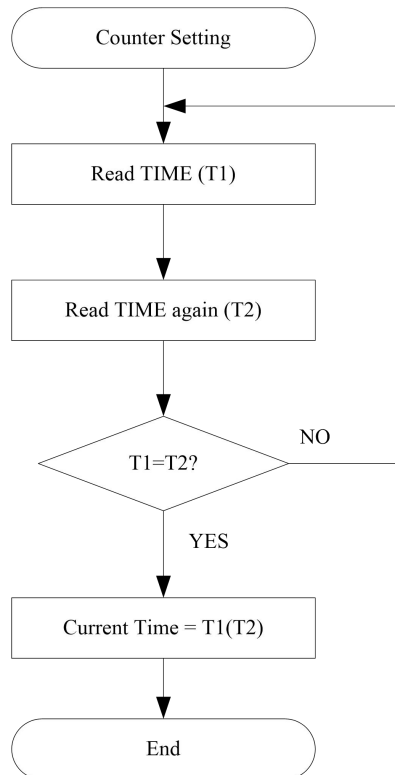 Counter Setting
Read TIME (T1)
Read TIME again (T2)
T1=T2?
NO
YES
Current Time = T1(T2)
End